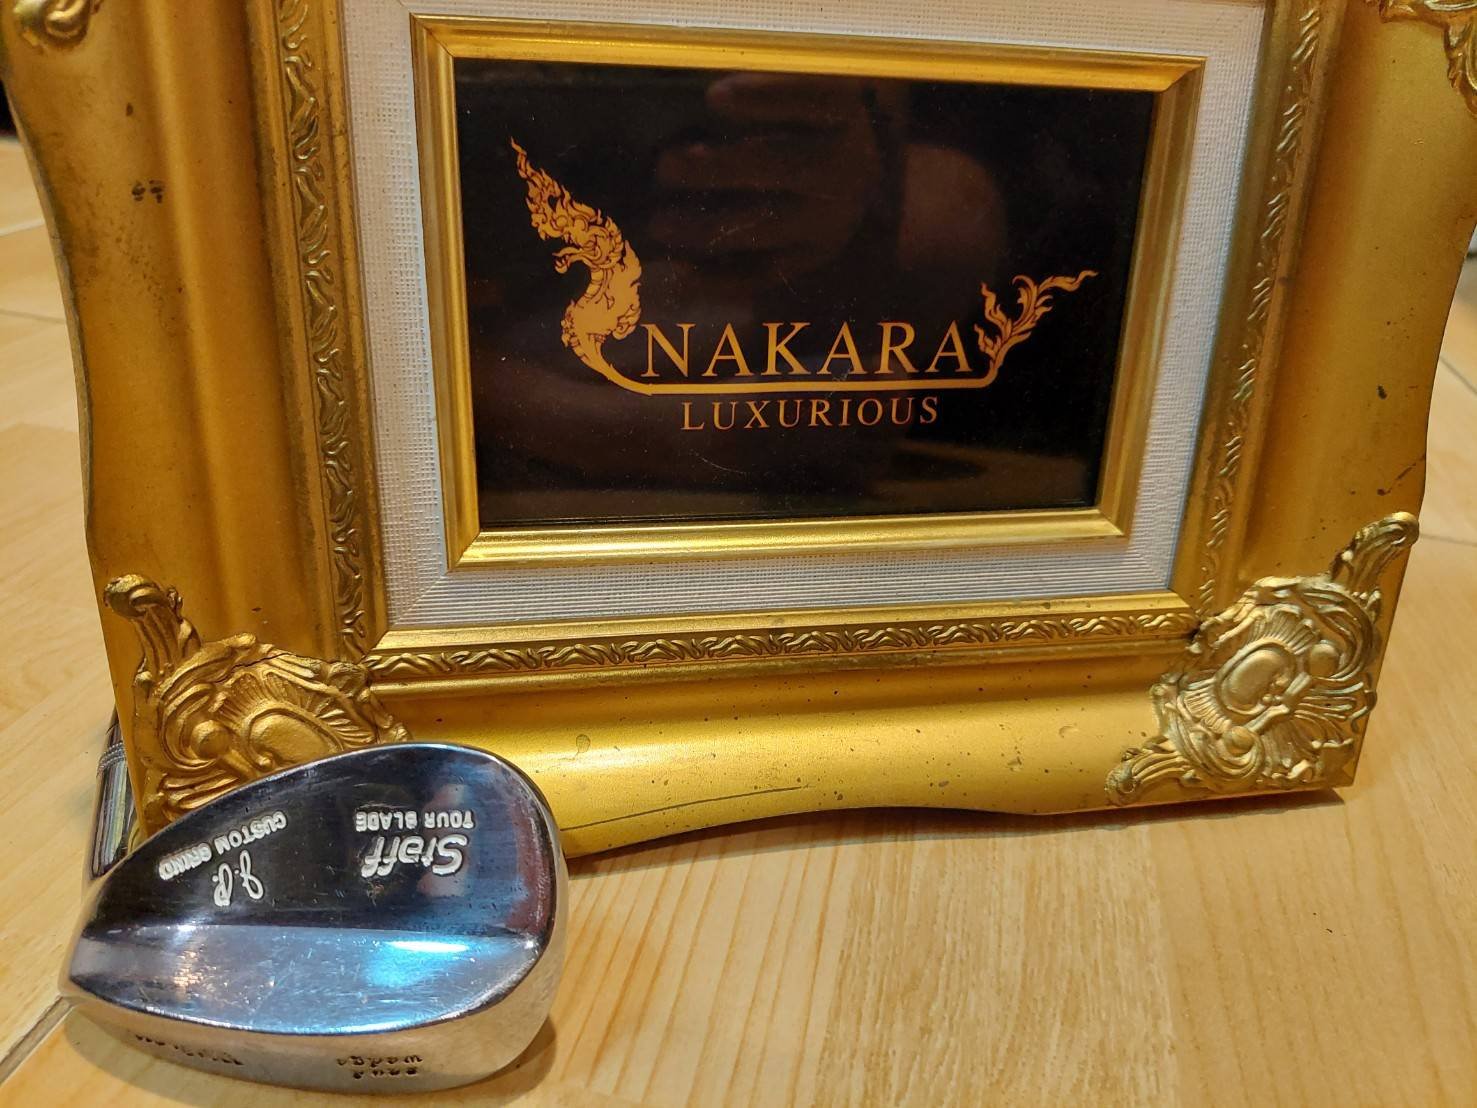 NAKARA
LUXURIOUS
Staff
TOUR BLADE
J.P.
CUSTOM GRIND
sand
wedge